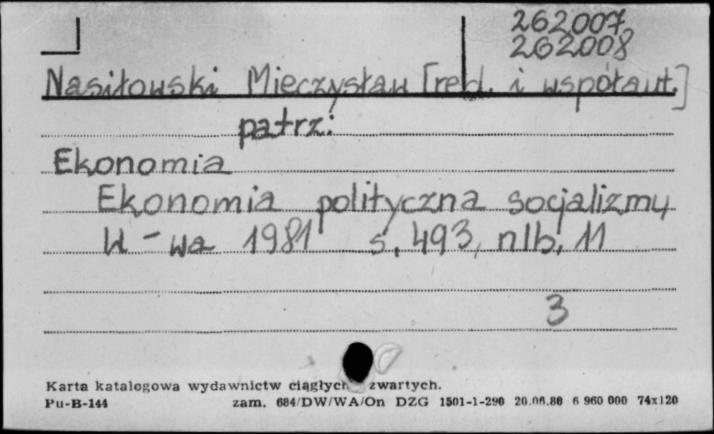 262007,
262008
Nasiłowski Mieczysław [red. i współaut.]
patrz:
Ekonomia
Ekonomia polityczna socjalizmu
W-wa 1981 s. 493, nlb. 11
3
Karta katalogowa wydawnictw ciągłych zwartych.
Pu-B-144 zam. 684/DW/WA/On DZG 1501-1-290 20.06.80 6 960 000 74x120